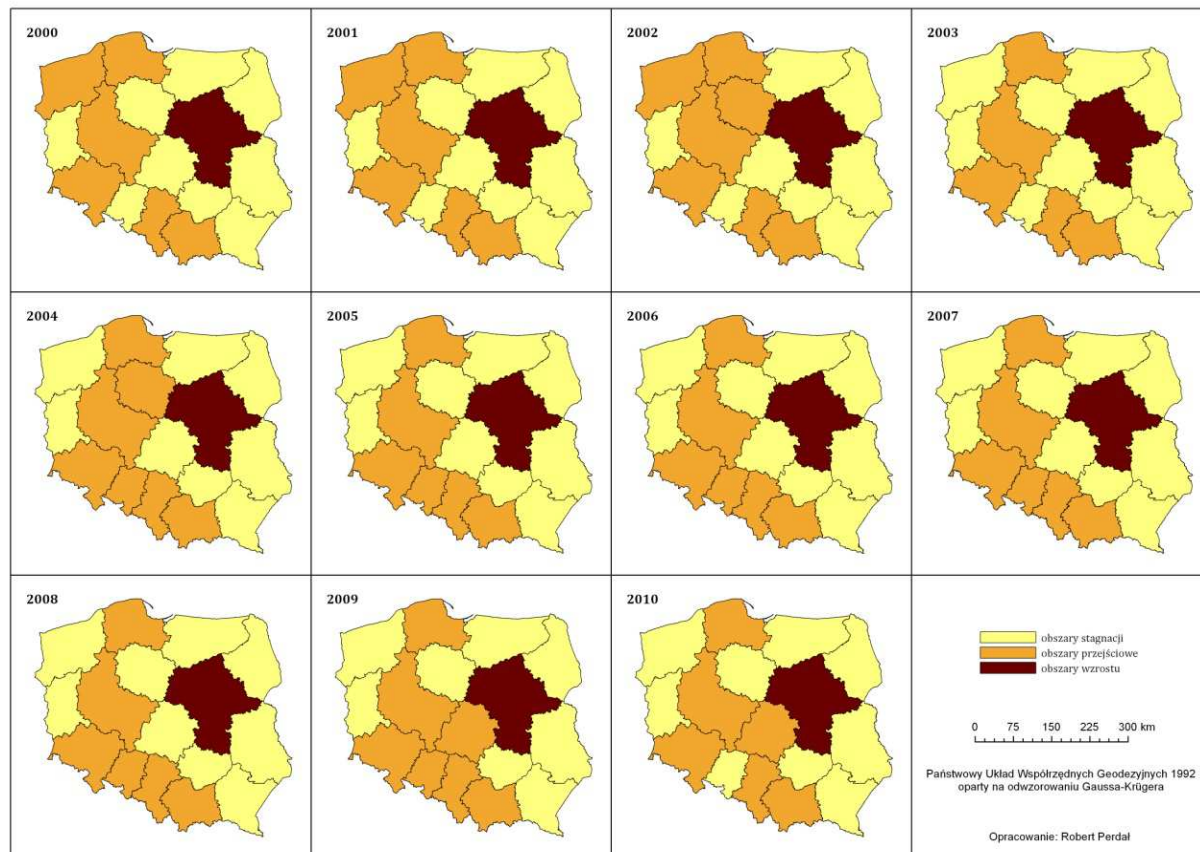 2000
2001
2002
2003
2004
2005
2006
2007
2008
2009
2010
obszary stagnacji
obszary przejściowe
obszary wzrostu
0 75 150 225 300 km
Państwowy Układ Współrzędnych Geodezyjnych 1992
oparty na odwzorowaniu Gaussa-Krügera
Opracowanie: Robert Perdał